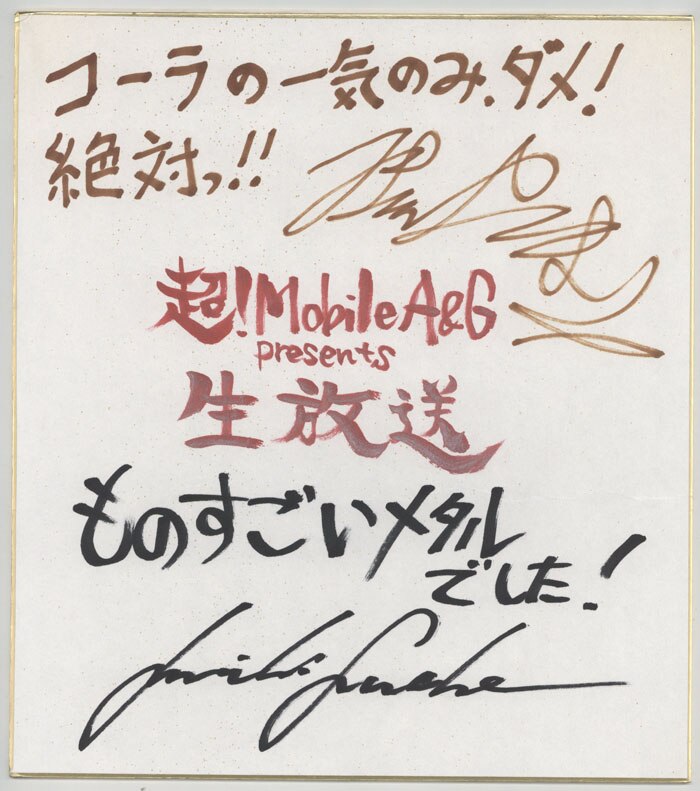 コーラの一気のみ、ダメ!
絶対っ!!
超!Mobile A&G
presents
生放送
ものすごいメタル
でした!